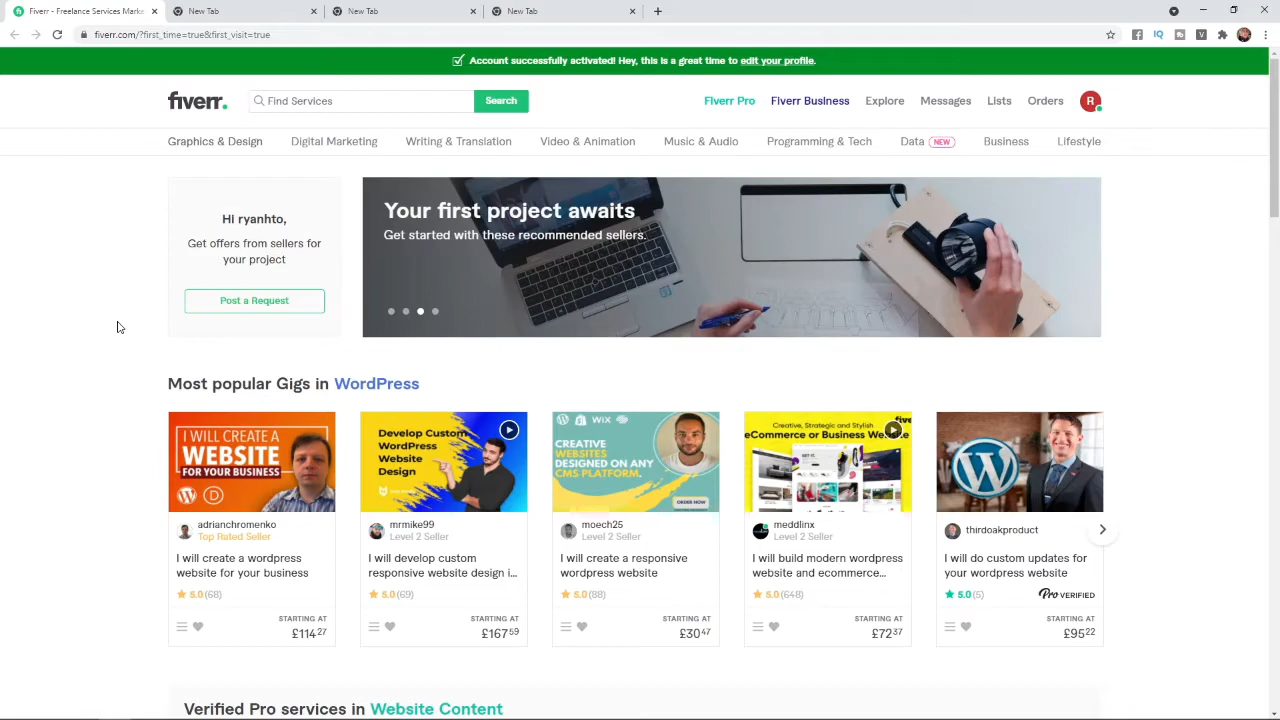 Fiverr - Freelance Services Mark
New Tab
New Tab
New Tab
fiverr.com/?first_time=true&first_visit=true
Account successfully activated! Hey, this is a great time to edit your profile.
fiverr.
Find Services
Search
Fiverr Pro
Fiverr Business
Explore
Messages
Lists
Orders
R
Graphics & Design
Digital Marketing
Writing & Translation
Video & Animation
Music & Audio
Programming & Tech
Data NEW
Business
Lifestyle
Hi ryanhto,
Get offers from sellers for
your project
Post a Request
Your first project awaits
Get started with these recommended sellers.
Most popular Gigs in WordPress
I WILL CREATE A
WEBSITE
FOR YOUR BUSINESS
adrianchromenko
Top Rated Seller
I will create a wordpress
website for your business
5.0 (68)
STARTING AT
£114 27
Develop Custom
WordPress
Website
Design
mrmike99
Level 2 Seller
I will develop custom
responsive website design i...
5.0 (69)
STARTING AT
£167 59
WiX
CREATIVE
WEBSITES
DESIGNED ON ANY
CMS PLATFORM.
ORDER NOW
moech25
Level 2 Seller
I will create a responsive
wordpress website
5.0 (88)
STARTING AT
£30 47
fiverr.
Creative, Strategic and Stylish
eCommerce or Business Website
meddlinx
Level 2 Seller
I will build modern wordpress
website and ecommerce...
5.0 (648)
STARTING AT
£72 37
thirdoakproduct
I will do custom updates for
your wordpress website
5.0 (5)
Pro VERIFIED
STARTING AT
£95 22
Verified Pro services in Website Content